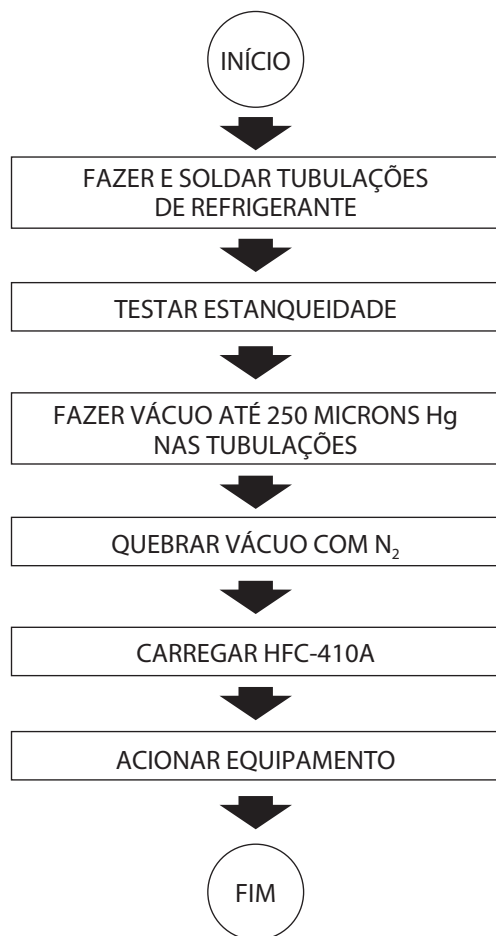 INÍCIO
FAZER E SOLDAR TUBULAÇÕES
DE REFRIGERANTE
TESTAR ESTANQUEIDADE
FAZER VÁCUO ATÉ 250 MICRONS Hg
NAS TUBULAÇÕES
QUEBRAR VÁCUO COM N₂
CARREGAR HFC-410A
ACIONAR EQUIPAMENTO
FIM